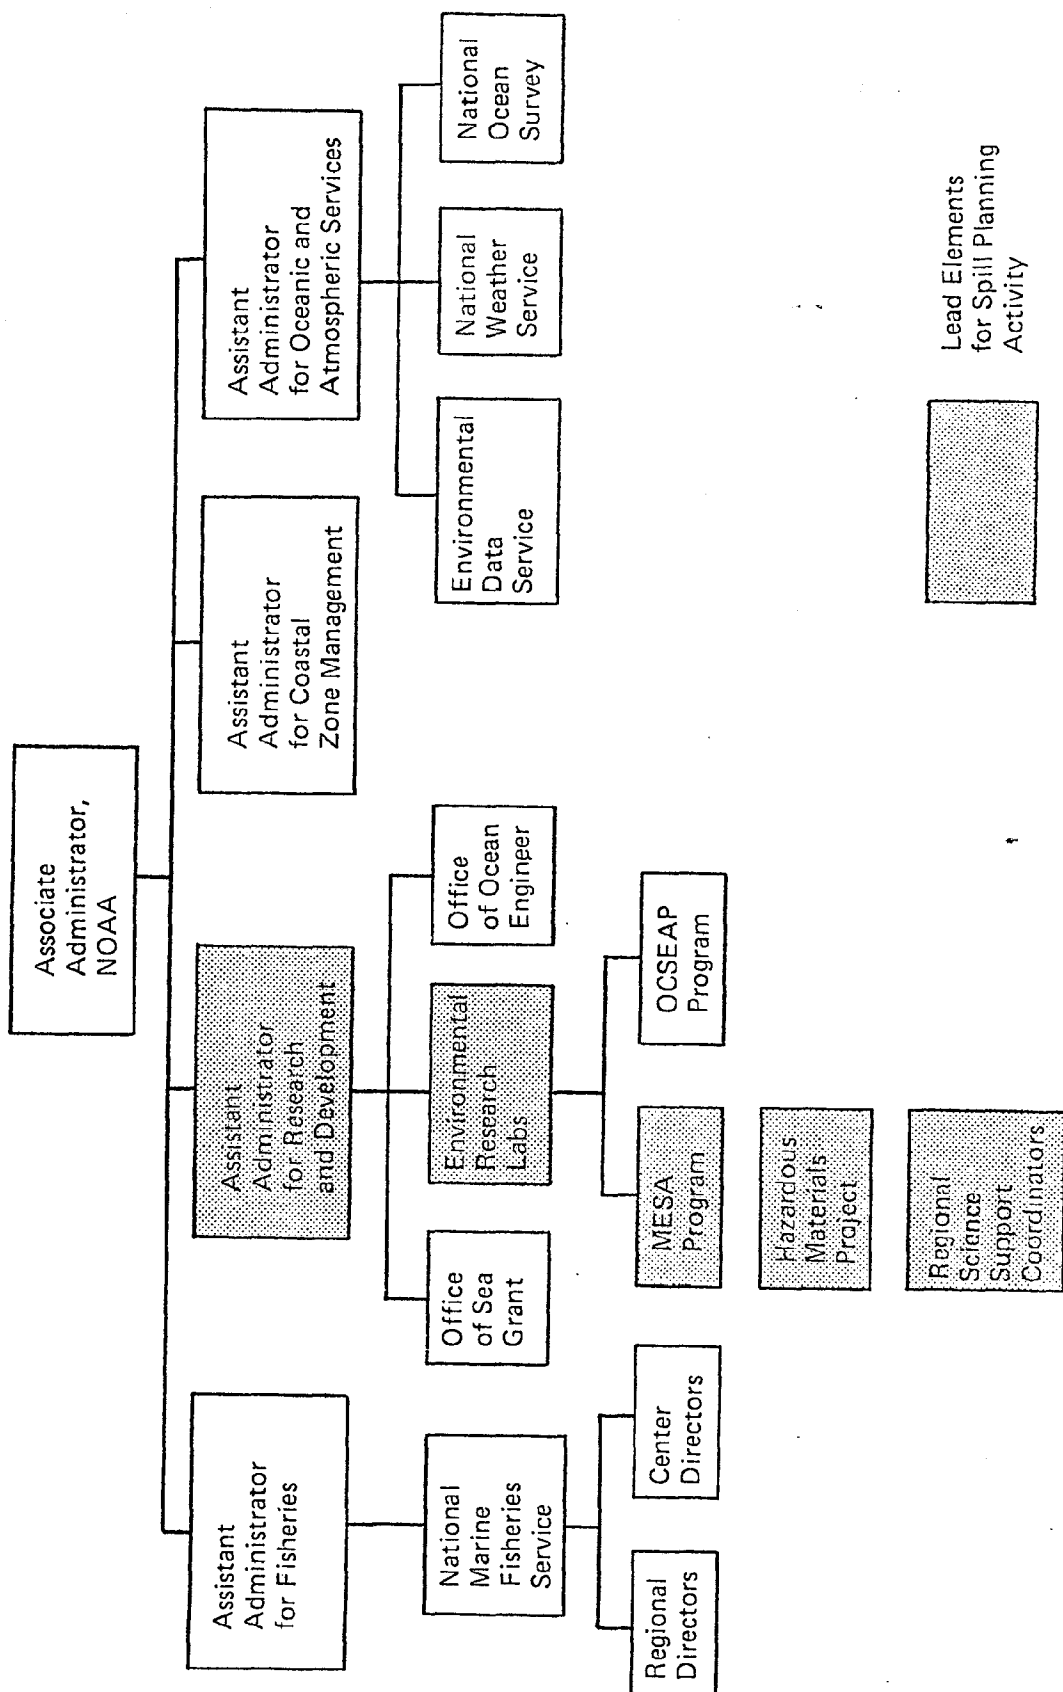 Associate
Administrator,
NOAA
Assistant
Administrator
for Fisheries
Assistant
Administrator
for Research
and Development
Assistant
Administrator
for Coastal
Zone Management
Assistant
Administrator
for Oceanic and
Atmospheric Services
National
Marine
Fisheries
Service
Office
of Sea
Grant
Environmental
Research
Labs
Office
of Ocean
Engineer
Environmental
Data
Service
National
Weather
Service
National
Ocean
Survey
Regional
Directors
Center
Directors
MESA
Program
OCSEAP
Program
Hazardous
Materials
Project
Regional
Science
Support
Coordinators
Lead Elements
for Spill Planning
Activity